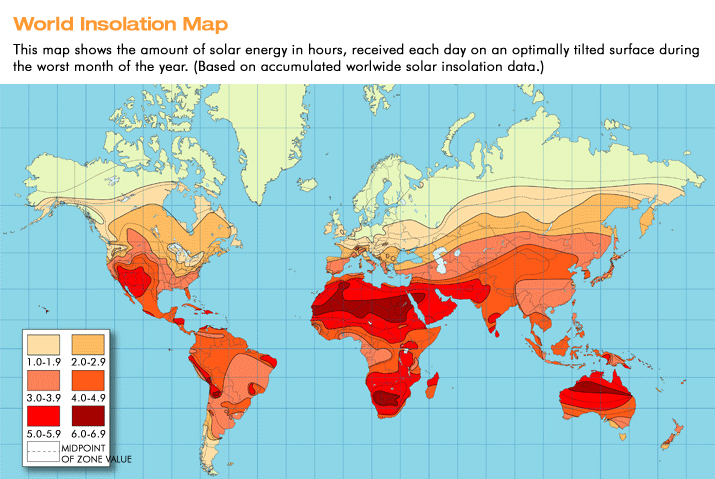 World Insolation Map
This map shows the amount of solar energy in hours, received each day on an optimally tilted surface during
the worst month of the year. (Based on accumulated worlwide solar insolation data.)
1.0-1.9 2.0-2.9
3.0-3.9 4.0-4.9
5.0-5.9 6.0-6.9
MIDPOINT
OF ZONE VALUE